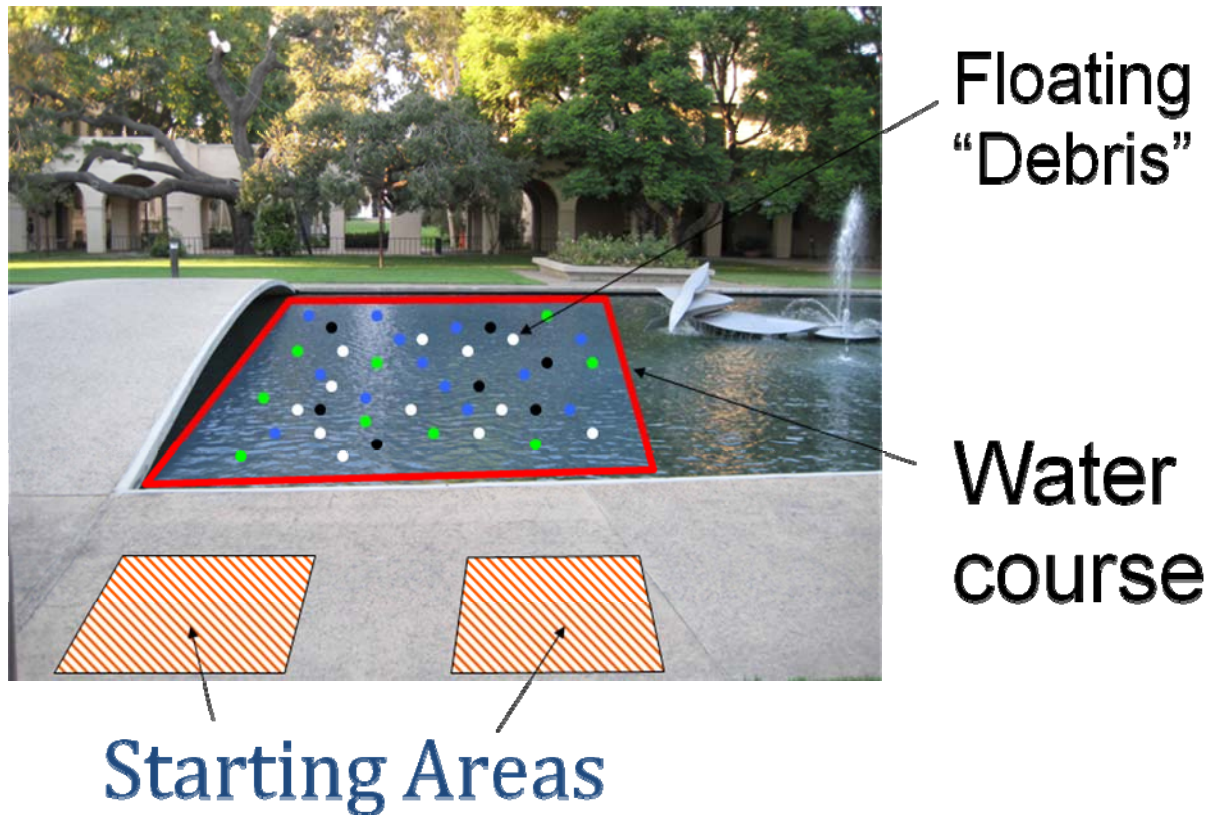 Floating
“Debris”
Water
course
Starting Areas